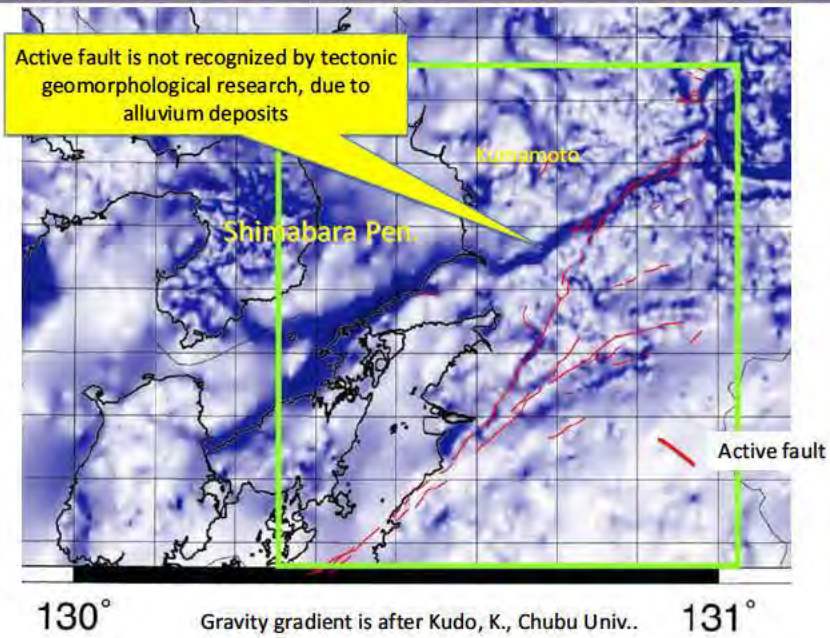 Active fault is not recognized by tectonic
geomorphological research, due to
alluvium deposits
Kumamoto
Shimabara Pen.
Active fault
130°
Gravity gradient is after Kudo, K., Chubu Univ..
131°